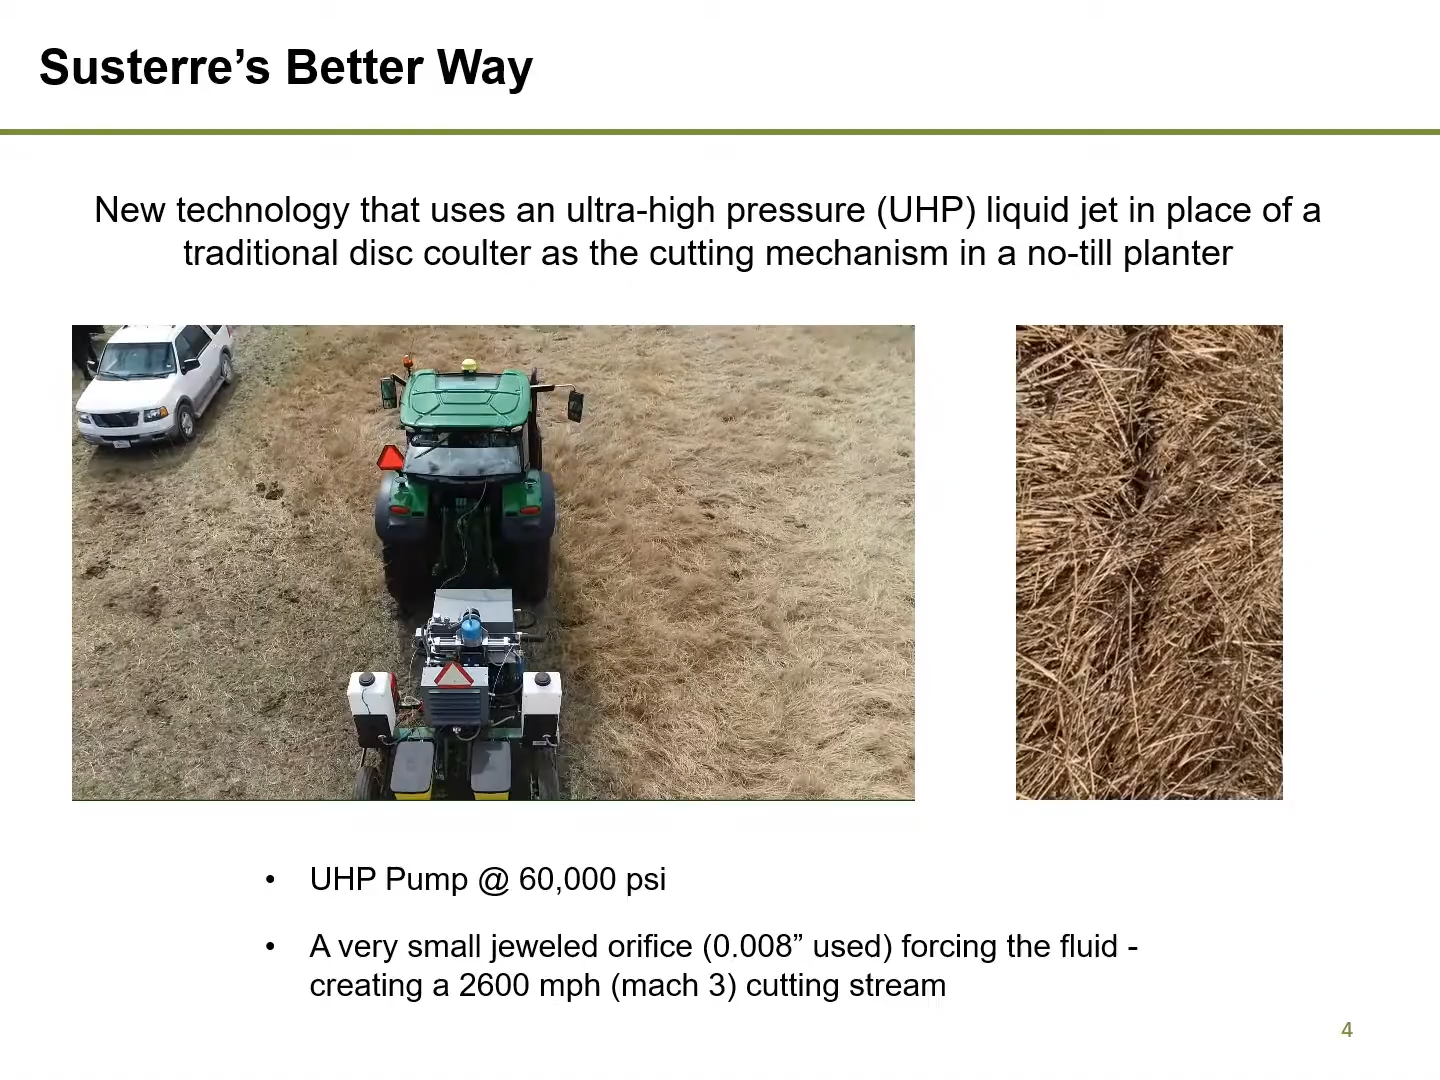 Susterre’s Better Way
New technology that uses an ultra-high pressure (UHP) liquid jet in place of a
traditional disc coulter as the cutting mechanism in a no-till planter
• UHP Pump @ 60,000 psi
• A very small jeweled orifice (0.008” used) forcing the fluid -
creating a 2600 mph (mach 3) cutting stream
4